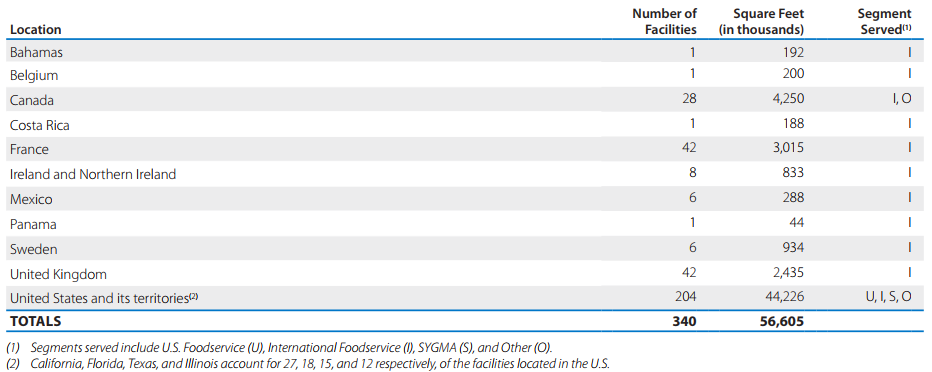 Location Number of Facilities Square Feet (in thousands) Segment Served(1)
Bahamas 1 192 I
Belgium 1 200 I
Canada 28 4,250 I, O
Costa Rica 1 188 I
France 42 3,015 I
Ireland and Northern Ireland 8 833 I
Mexico 6 288 I
Panama 1 44 I
Sweden 6 934 I
United Kingdom 42 2,435 I
United States and its territories(2) 204 44,226 U, I, S, O
TOTALS 340 56,605
(1) Segments served include U.S. Foodservice (U), International Foodservice (I), SYGMA (S), and Other (O).
(2) California, Florida, Texas, and Illinois account for 27, 18, 15, and 12 respectively, of the facilities located in the U.S.